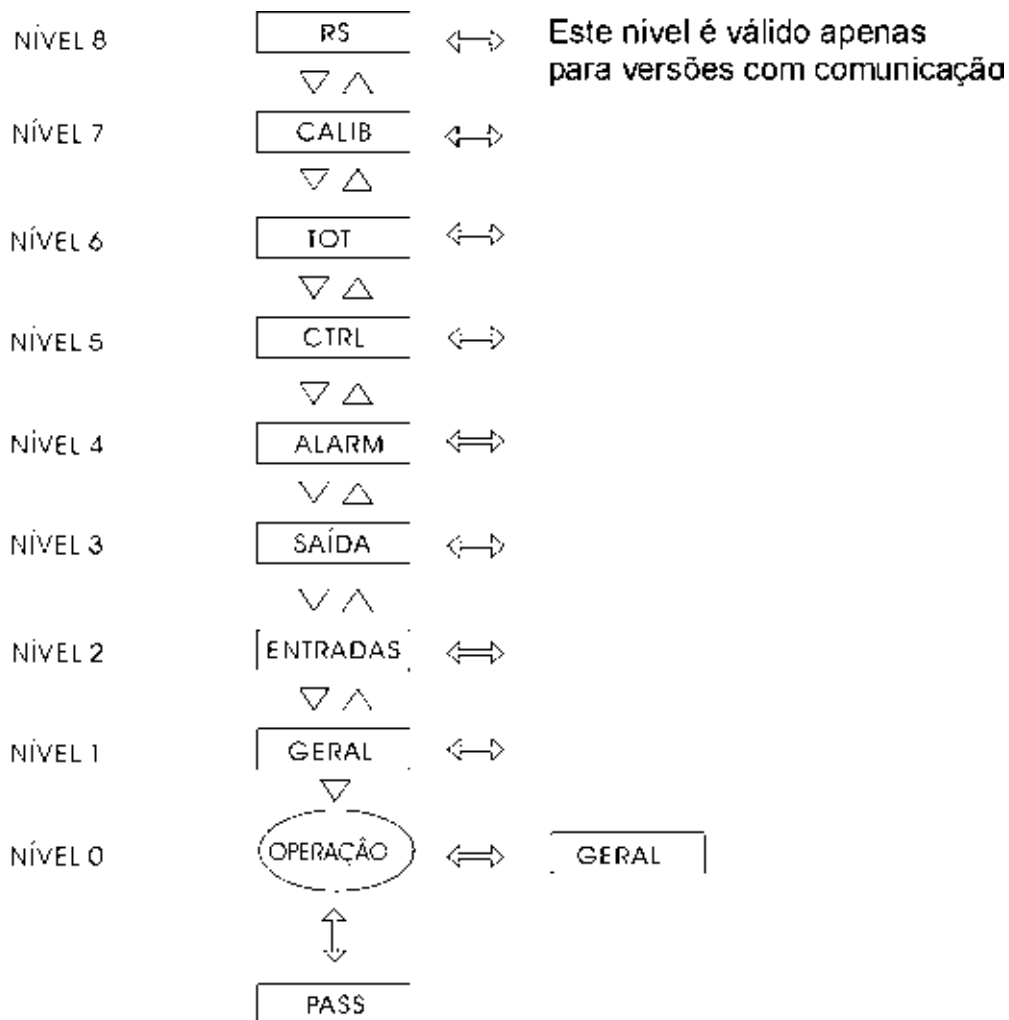 NÍVEL 8 RS Este nível é válido apenas
para versões com comunicação
NÍVEL 7 CALIB
NÍVEL 6 TOT
NÍVEL 5 CTRL
NÍVEL 4 ALARM
NÍVEL 3 SAÍDA
NÍVEL 2 ENTRADAS
NÍVEL 1 GERAL
NÍVEL 0 OPERAÇÃO GERAL
PASS